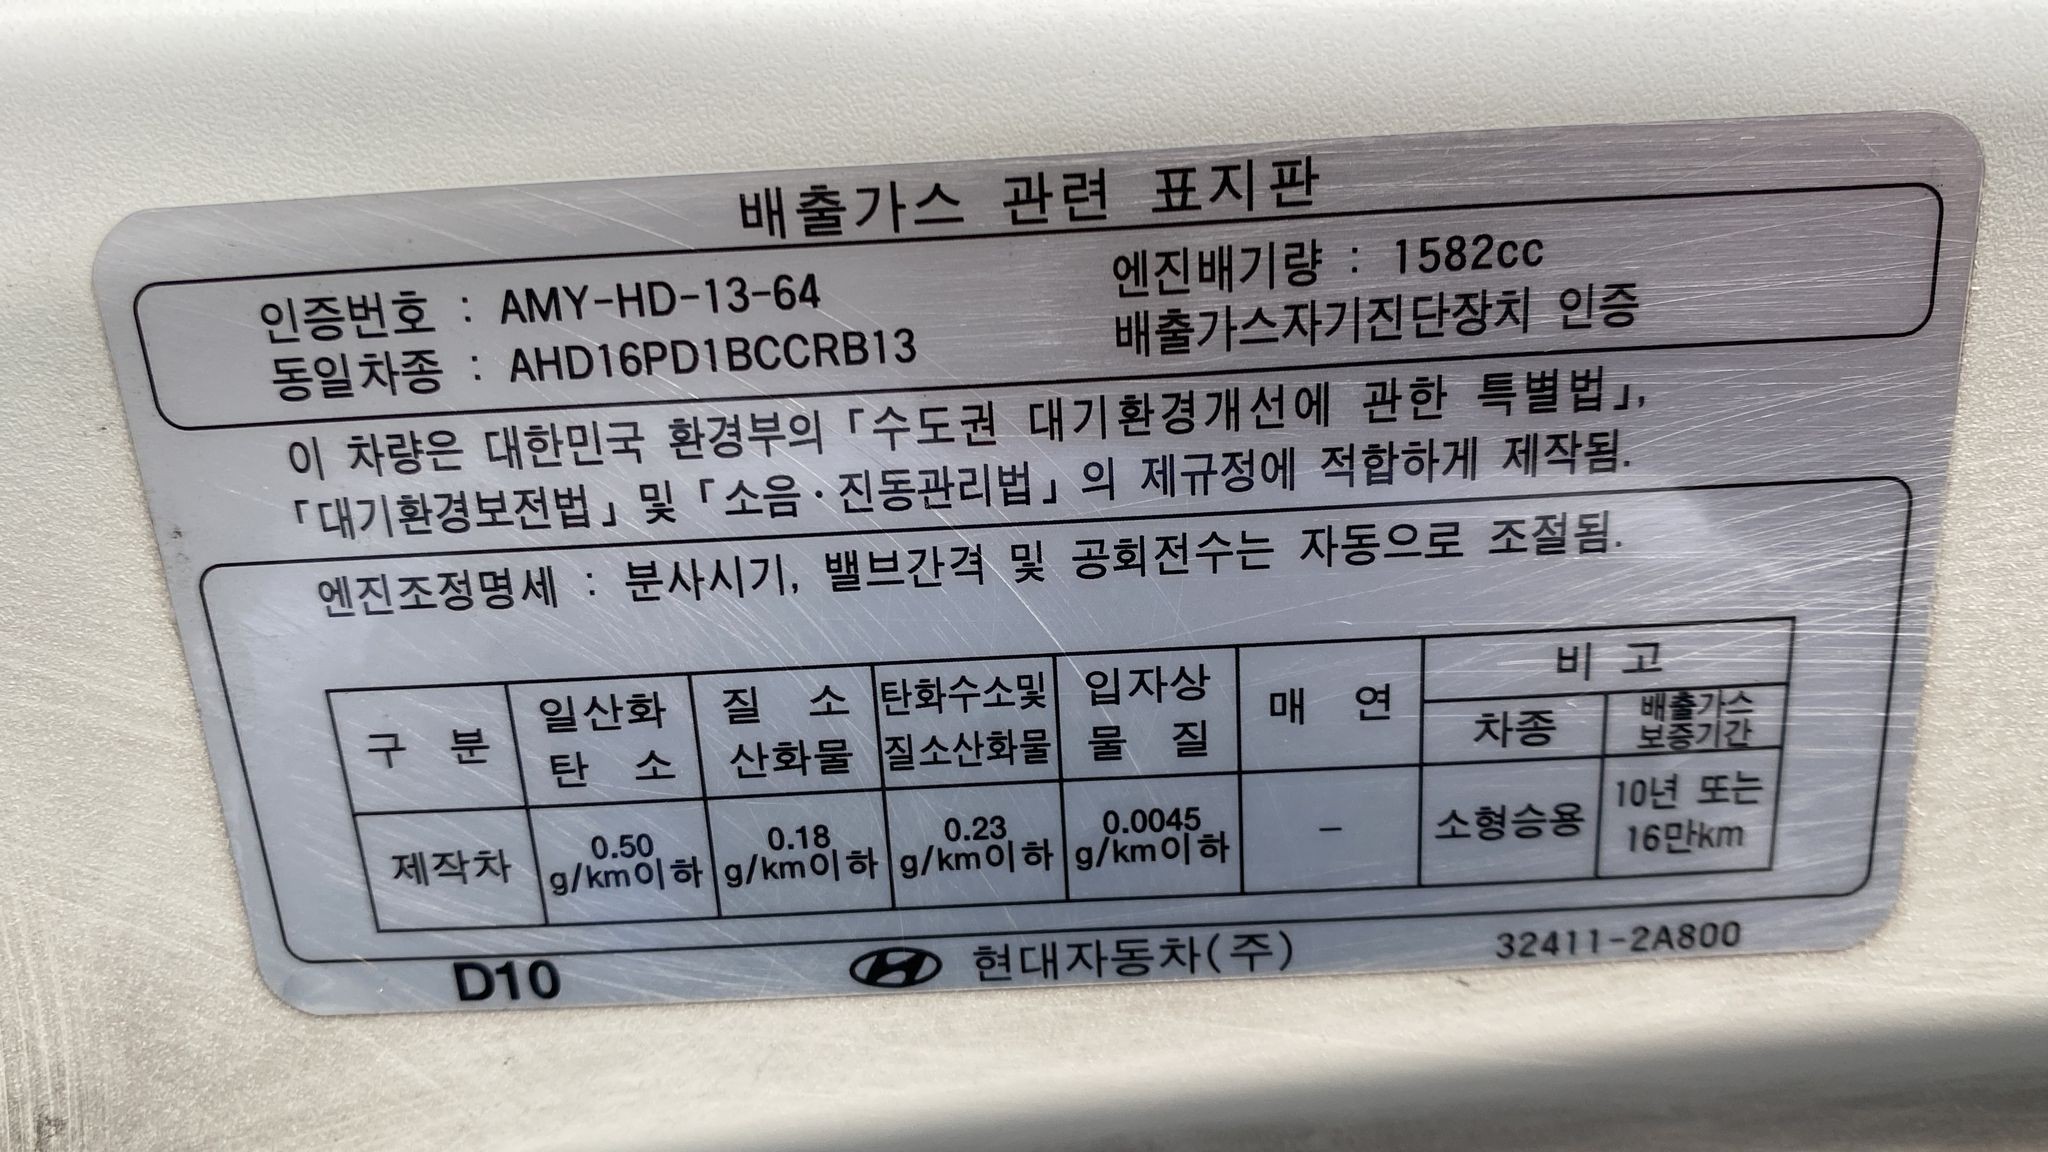 배출가스 관련 표지판
인증번호 : AMY-HD-13-64
엔진배기량 : 1582cc
동일차종 : AHD16PD1BCCRB13
배출가스자기진단장치 인증
이 차량은 대한민국 환경부의 「수도권 대기환경개선에 관한 특별법」,
「대기환경보전법」 및 「소음·진동관리법」의 제규정에 적합하게 제작됨.
엔진조정명세 : 분사시기, 밸브간격 및 공회전수는 자동으로 조절됨.
구 분
일산화
탄 소
질 소
산화물
탄화수소및
질소산화물
입자상
물 질
매 연
비 고
차종
배출가스
보증기간
제작차
0.50
g/km이하
0.18
g/km이하
0.23
g/km이하
0.0045
g/km이하
–
소형승용
10년 또는
16만km
D10
현대자동차(주)
32411-2A800